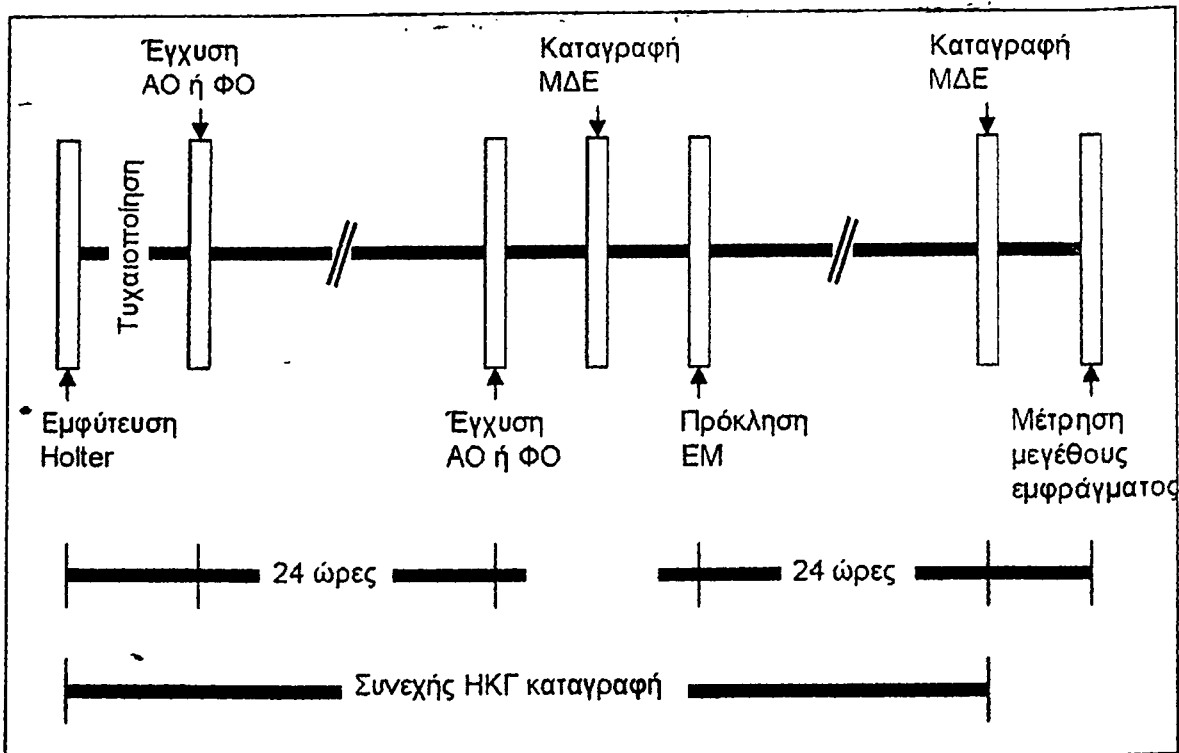 Έγχυση
ΑΟ ή ΦΟ
Καταγραφή
ΜΔΕ
Καταγραφή
ΜΔΕ
Τυχαιοποίηση
Εμφύτευση
Holter
Έγχυση
ΑΟ ή ΦΟ
Πρόκληση
ΕΜ
Μέτρηση
μεγέθους
εμφράγματος
24 ώρες
24 ώρες
Συνεχής ΗΚΓ καταγραφή